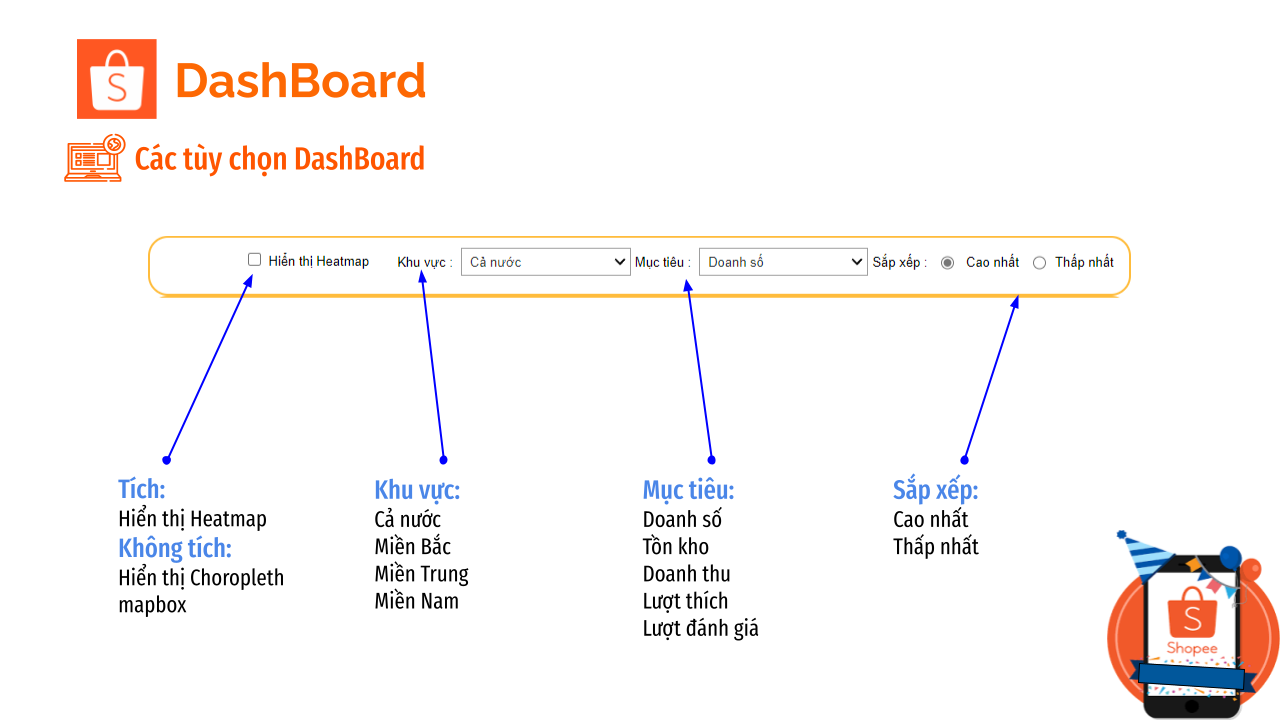 S
DashBoard
Các tùy chọn DashBoard
Hiển thị Heatmap Khu vực : Cả nước Mục tiêu : Doanh số Sắp xếp : Cao nhất Thấp nhất
Tích:
Hiển thị Heatmap
Không tích:
Hiển thị Choropleth
mapbox
Khu vực:
Cả nước
Miền Bắc
Miền Trung
Miền Nam
Mục tiêu:
Doanh số
Tồn kho
Doanh thu
Lượt thích
Lượt đánh giá
Sắp xếp:
Cao nhất
Thấp nhất
S
Shopee